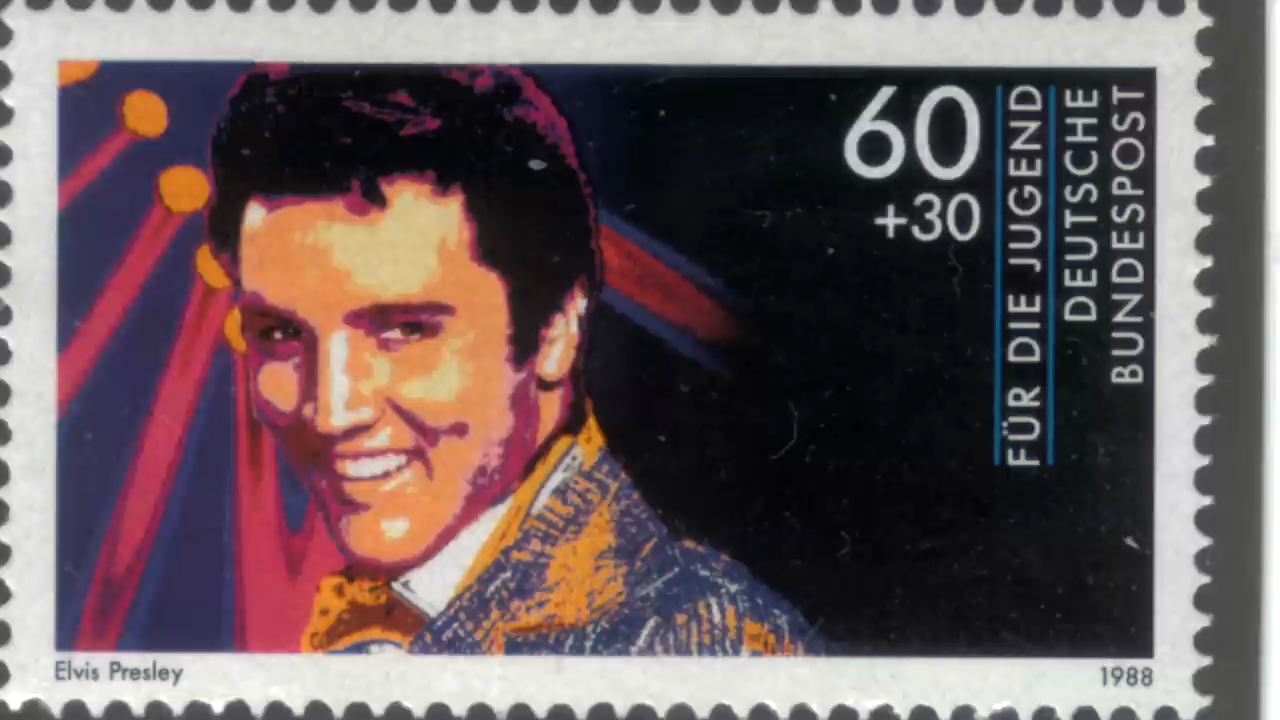 60
+30
FÜR DIE JUGEND
DEUTSCHE
BUNDESPOST
Elvis Presley
1988